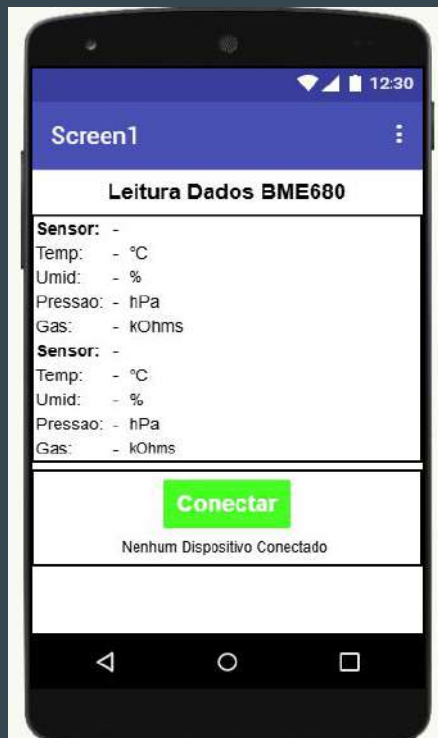 12:30
Screen1
Leitura Dados BME680
Sensor: -
Temp: - °C
Umid: - %
Pressao: - hPa
Gas: - kOhms
Sensor: -
Temp: - °C
Umid: - %
Pressao: - hPa
Gas: - kOhms
Conectar
Nenhum Dispositivo Conectado